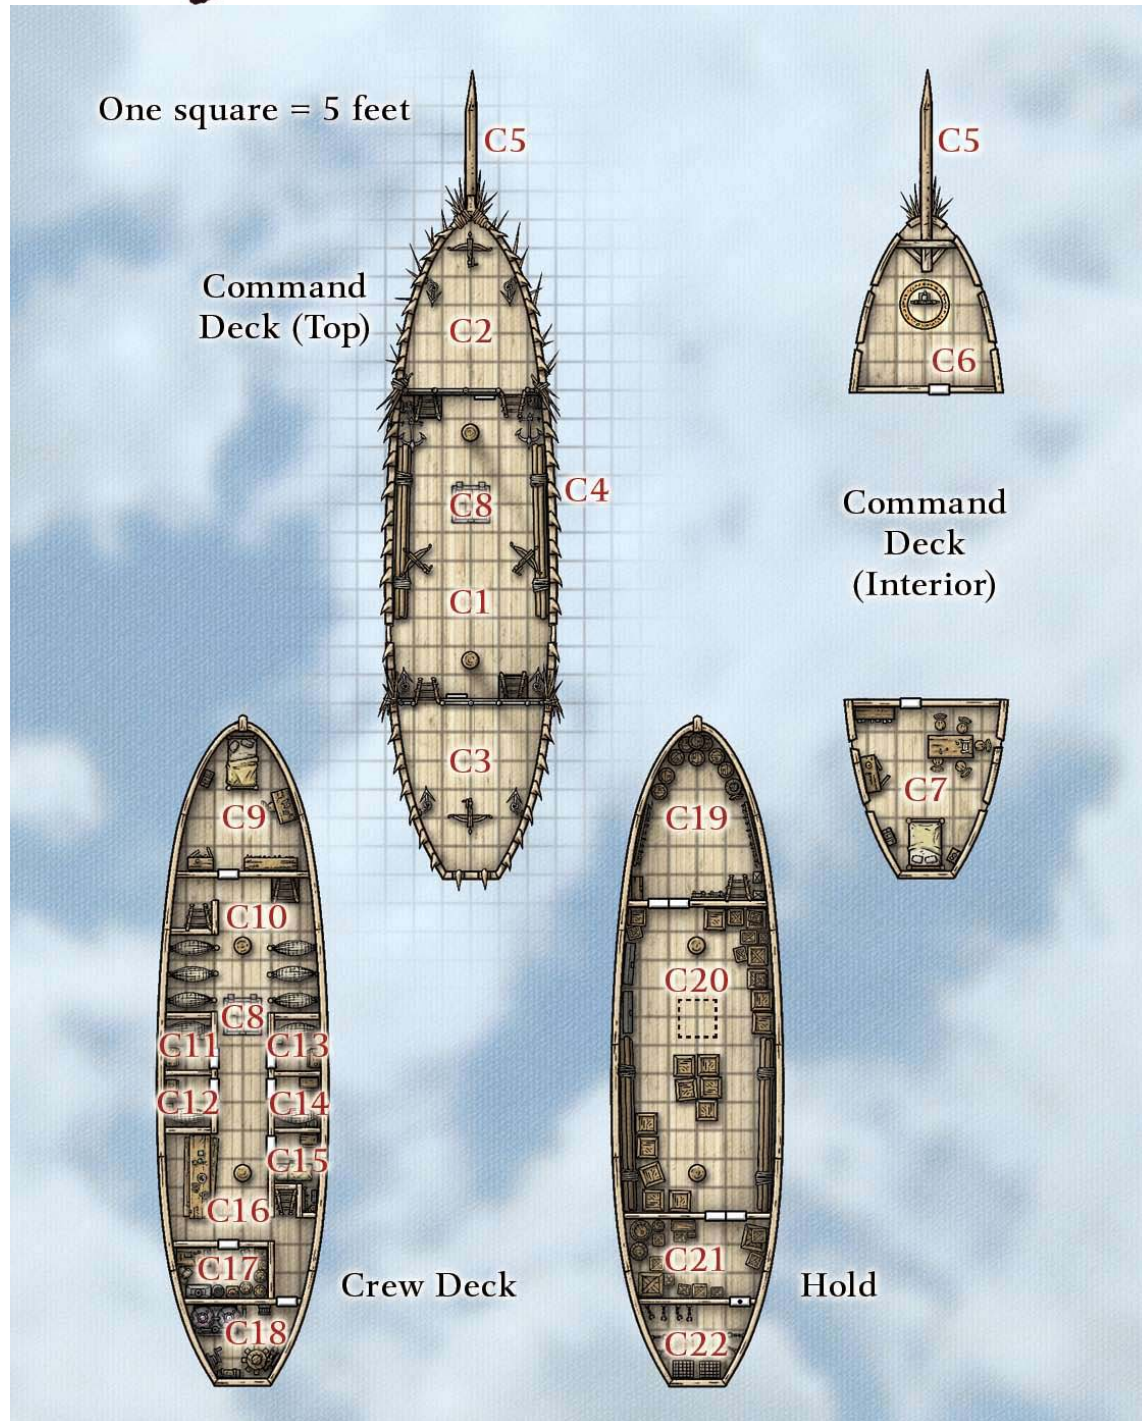 One square = 5 feet
C5
C5
Command
Deck (Top)
C2
C6
C8
C4
Command
Deck
(Interior)
C1
C3
C7
C9
C19
C10
C20
C8
C11
C13
C12
C14
C15
C16
C17
C21
Crew Deck
Hold
C18
C22